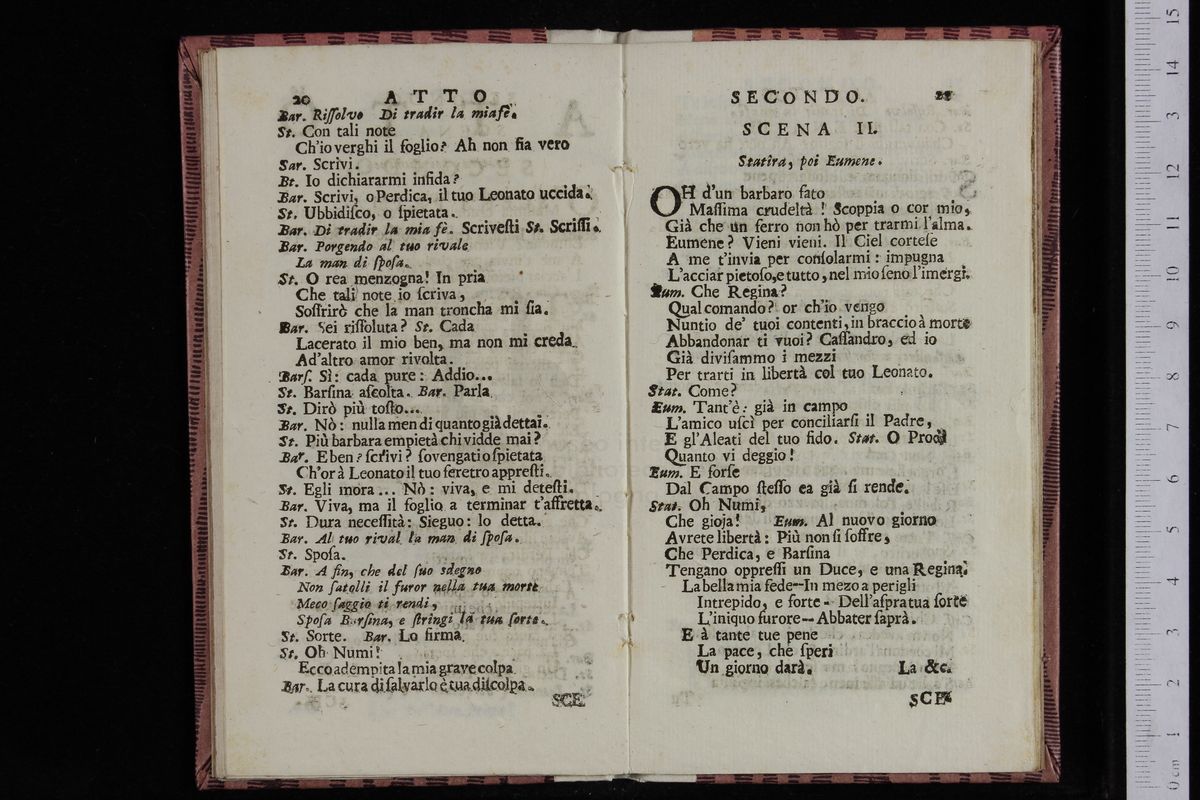 20 ATTO
Bar. Riſſolvo Di tradir la mia fè.
St. Con tali note
Ch'io verghi il foglio? Ah non fia vero
Sar. Scrivi.
Bt. Io dichiararmi infida?
Bar. Scrivi, o Perdica, il tuo Leonato uccida.
St. Ubbidiſco, o ſpietata.
Bar. Di tradir la mia fè. Scriveſti St. Scriſſi.
Bar. Porgendo al tuo rivale
La man di ſpoſa.
St. O rea menzogna! In pria
Che tali note io ſcriva,
Soffrirò che la man troncha mi ſia.
Bar. Sei riſſoluta? St. Cada
Lacerato il mio ben, ma non mi creda
Ad'altro amor rivolta.
Barſ. Sì: cada pure: Addio...
St. Barſina aſcolta. Bar. Parla
St. Dirò più toſto...
Bar. Nò: nulla men di quanto già dettai.
St. Più barbara empietà chi vidde mai?
Bar. E ben? ſcrivi? ſovengati o ſpietata
Ch'or à Leonato il tuo feretro appreſti.
St. Egli mora... Nò: viva, e mi deteſti.
Bar. Viva, ma il foglio a terminar t'affretta.
St. Dura neceſſità: Sieguo: lo detta.
Bar. Al tuo rival la man di ſpoſa.
St. Spoſa.
Bar. A fin, che del ſuo sdegno
Non ſatolli il furor nella tua morte
Meco ſaggio ti rendi,
Spoſa Barſina, e ſtringi la tua ſorte.
St. Sorte. Bar. Lo firma.
St. Oh Numi!
Ecco adempita la mia grave colpa
Bar. La cura di ſalvarlo è tua diſcolpa.
SCE
SECONDO. 21
SCENA II.
Statira, poi Eumene.
OH d'un barbaro fato
Maſſima crudeltà! Scoppia o cor mio,
Già che un ferro non hò per trarmi l'alma.
Eumene? Vieni vieni. Il Ciel corteſe
A me t'invia per conſolarmi: impugna
L'acciar pietoſo, e tutto, nel mio ſeno l'imergi.
Eum. Che Regina?
Qual comando? or ch'io vengo
Nuntio de' tuoi contenti, in braccio à morte
Abbandonar ti vuoi? Caſſandro, ed io
Già diviſammo i mezzi
Per trarti in libertà col tuo Leonato.
Stat. Come?
Eum. Tant'è: già in campo
L'amico uſcì per conciliarſi il Padre,
E gl'Aleati del tuo fido. Stat. O Prodi
Quanto vi deggio!
Eum. E forſe
Dal Campo ſteſſo ea già ſi rende.
Stat. Oh Numi,
Che gioja! Eum. Al nuovo giorno
Avrete libertà: Più non ſi ſoffre,
Che Perdica, e Barſina
Tengano oppreſſi un Duce, e una Regina.
La bella mia fede--In mezo a perigli
Intrepido, e forte - Dell'aſpra tua ſorte
L'iniquo furore--Abbater ſaprà.
E à tante tue pene
La pace, che ſperi
Un giorno darà. La &c.
SCE